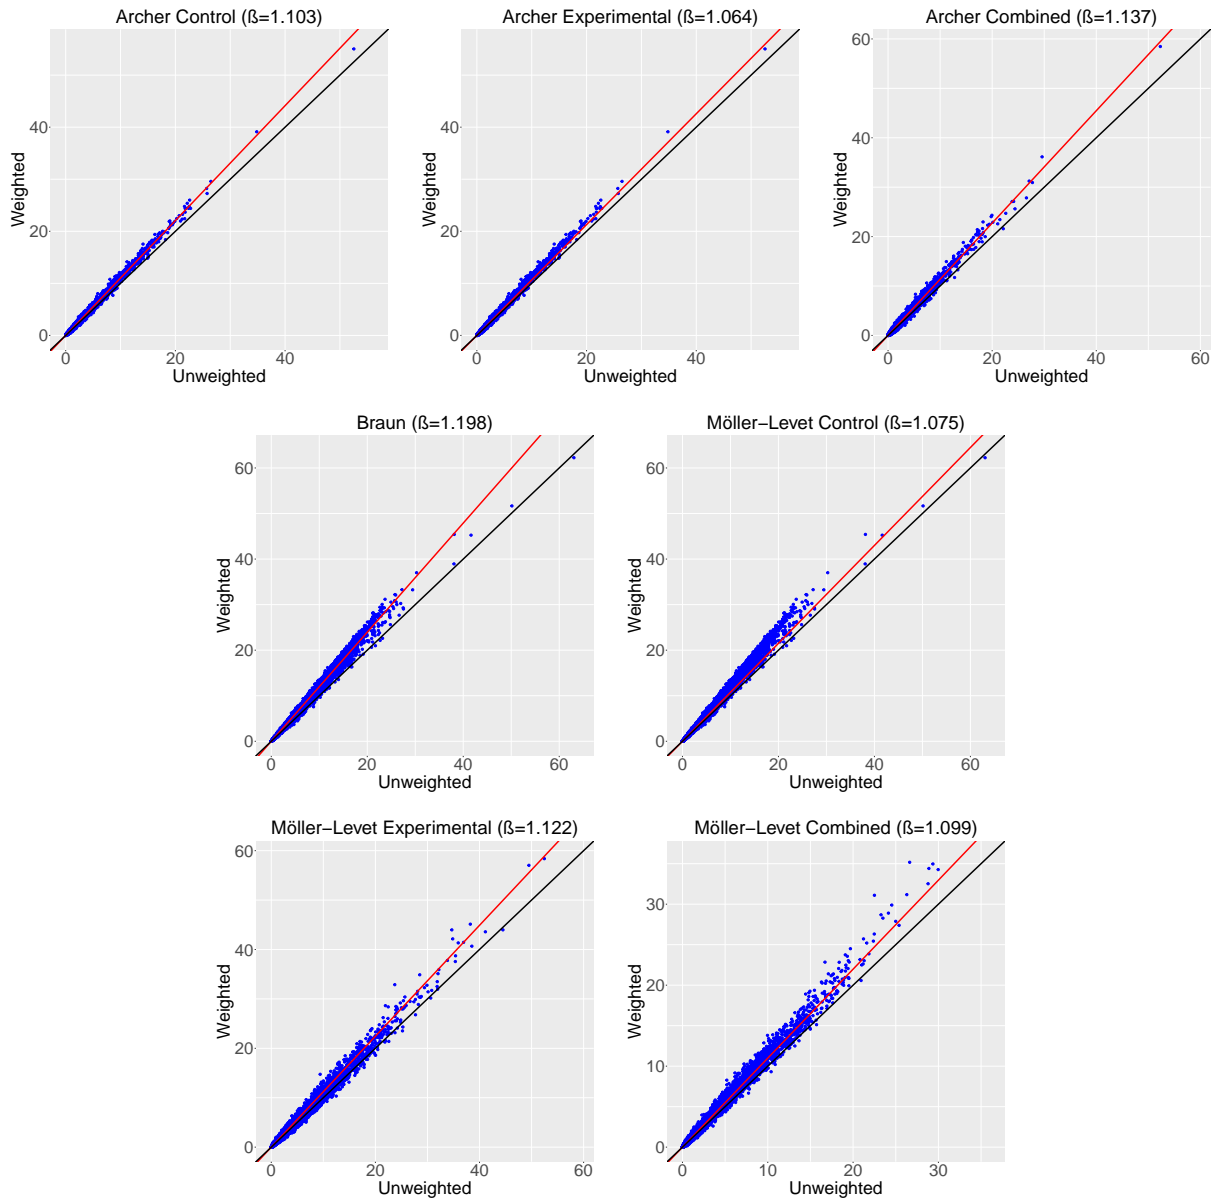 Archer Control (ß=1.103)
Weighted
40
20
0
0 20 40
Unweighted
Archer Experimental (ß=1.064)
Weighted
40
20
0
0 20 40
Unweighted
Archer Combined (ß=1.137)
Weighted
60
40
20
0
0 20 40 60
Unweighted
Braun (ß=1.198)
Weighted
60
40
20
0
0 20 40 60
Unweighted
Möller−Levet Control (ß=1.075)
Weighted
60
40
20
0
0 20 40 60
Unweighted
Möller−Levet Experimental (ß=1.122)
Weighted
60
40
20
0
0 20 40 60
Unweighted
Möller−Levet Combined (ß=1.099)
Weighted
30
20
10
0
0 10 20 30
Unweighted